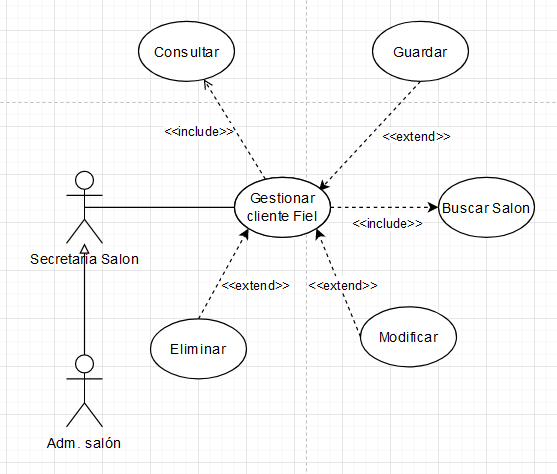 Consultar
Guardar
<<include>>
<<extend>>
Gestionar
cliente Fiel
Buscar Salon
<<include>>
Secretaria Salon
<<extend>>
<<extend>>
Eliminar
Modificar
Adm. salón